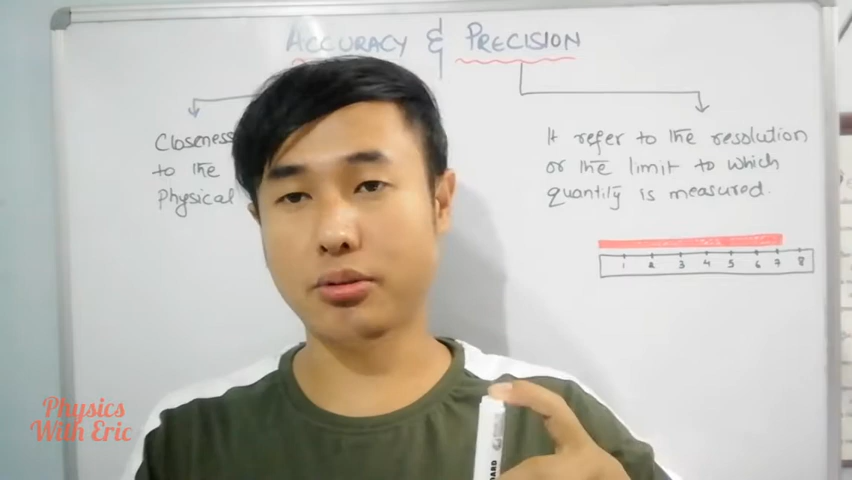 ACCURACY & PRECISION
Closeness
to the
Physical
It refer to the resolution
or the limit to which
quantity is measured.
1 2 3 4 5 6 7 8
Physics
With Eric